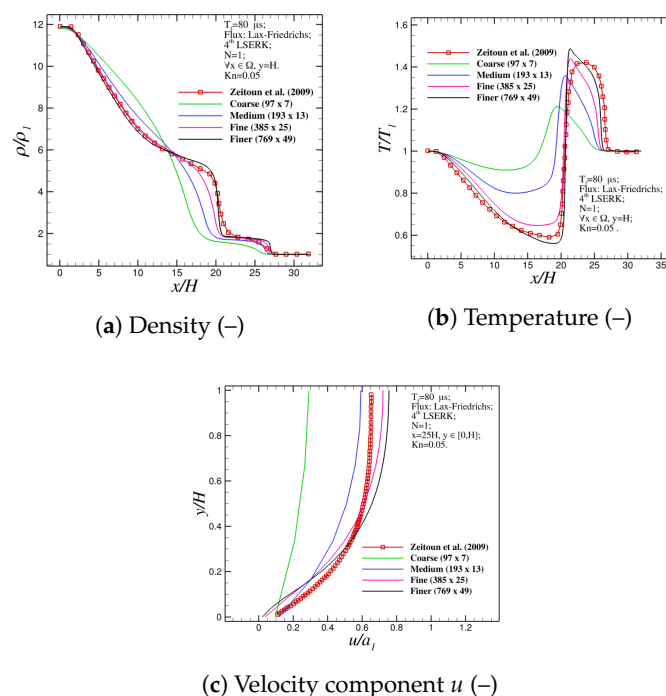 12
10
8
6
4
2
ρ/ρ1
T_f=80 μs;
Flux: Lax-Friedrichs;
4th LSERK;
N=1;
∀x ∈ Ω, y=H.
Kn=0.05
Zeitoun et al. (2009)
Coarse (97 x 7)
Medium (193 x 13)
Fine (385 x 25)
Finer (769 x 49)
0 5 10 15 20 25 30
x/H
(a) Density (–)
1.6
1.4
1.2
1.0
0.8
0.6
T/T1
Zeitoun et al. (2009)
Coarse (97 x 7)
Medium (193 x 13)
Fine (385 x 25)
Finer (769 x 49)
T_f=80 μs;
Flux: Lax-Friedrichs;
4th LSERK;
N=1;
∀x ∈ Ω, y=H;
Kn=0.05 .
0 5 10 15 20 25 30 35
x/H
(b) Temperature (–)
1
0.8
0.6
0.4
0.2
0
y/H
T_f=80 μs;
Flux: Lax-Friedrichs;
4th LSERK;
N=1;
x=25H, y ∈ [0,H];
Kn=0.05.
Zeitoun et al. (2009)
Coarse (97 x 7)
Medium (193 x 13)
Fine (385 x 25)
Finer (769 x 49)
0 0.2 0.4 0.6 0.8 1 1.2
u/a1
(c) Velocity component u (–)